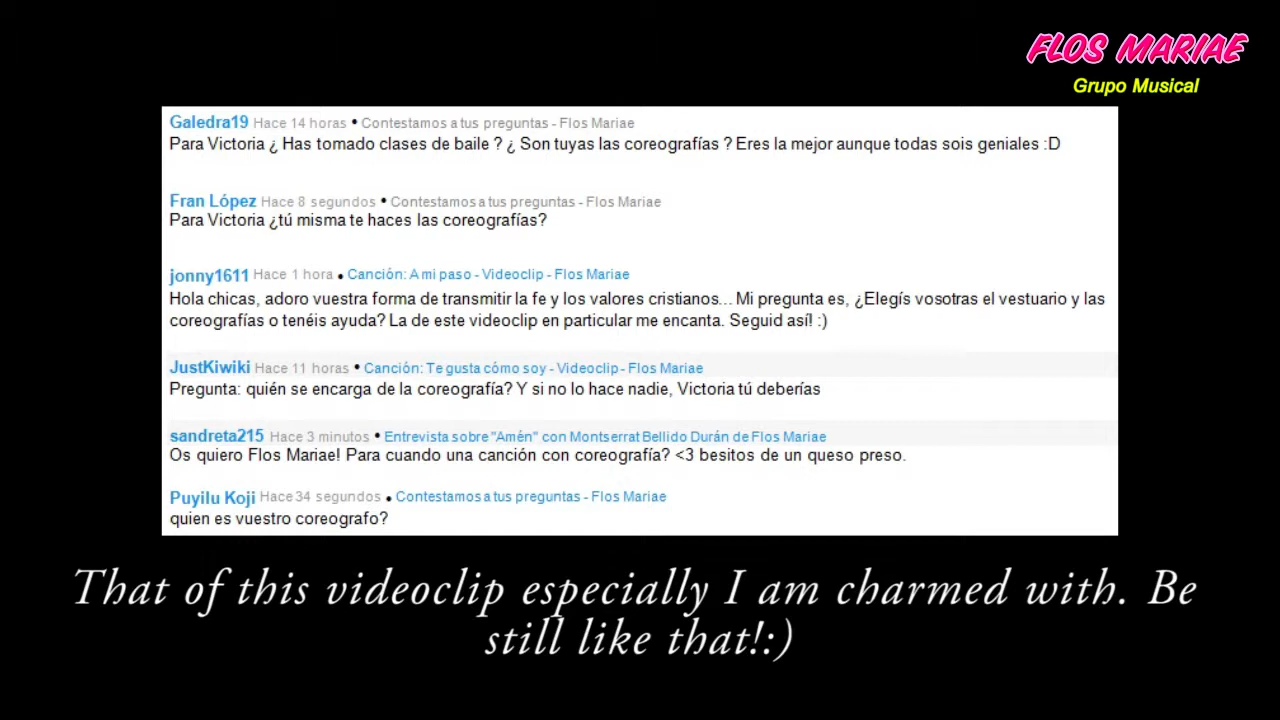 FLOS MARIAE
Grupo Musical
Galedra19 Hace 14 horas • Contestamos a tus preguntas - Flos Mariae
Para Victoria ¿ Has tomado clases de baile ? ¿ Son tuyas las coreografías ? Eres la mejor aunque todas sois geniales :D
Fran López Hace 8 segundos • Contestamos a tus preguntas - Flos Mariae
Para Victoria ¿tú misma te haces las coreografías?
jonny1611 Hace 1 hora • Canción: A mi paso - Videoclip - Flos Mariae
Hola chicas, adoro vuestra forma de transmitir la fe y los valores cristianos... Mi pregunta es, ¿Elegís vosotras el vestuario y las
coreografías o tenéis ayuda? La de este videoclip en particular me encanta. Seguid así! :)
JustKiwiki Hace 11 horas • Canción: Te gusta cómo soy - Videoclip - Flos Mariae
Pregunta: quién se encarga de la coreografía? Y si no lo hace nadie, Victoria tú deberías
sandreta215 Hace 3 minutos • Entrevista sobre "Amén" con Montserrat Bellido Durán de Flos Mariae
Os quiero Flos Mariae! Para cuando una canción con coreografía? <3 besitos de un queso preso.
Puyilu Koji Hace 34 segundos • Contestamos a tus preguntas - Flos Mariae
quien es vuestro coreografo?
That of this videoclip especially I am charmed with. Be
still like that!:)